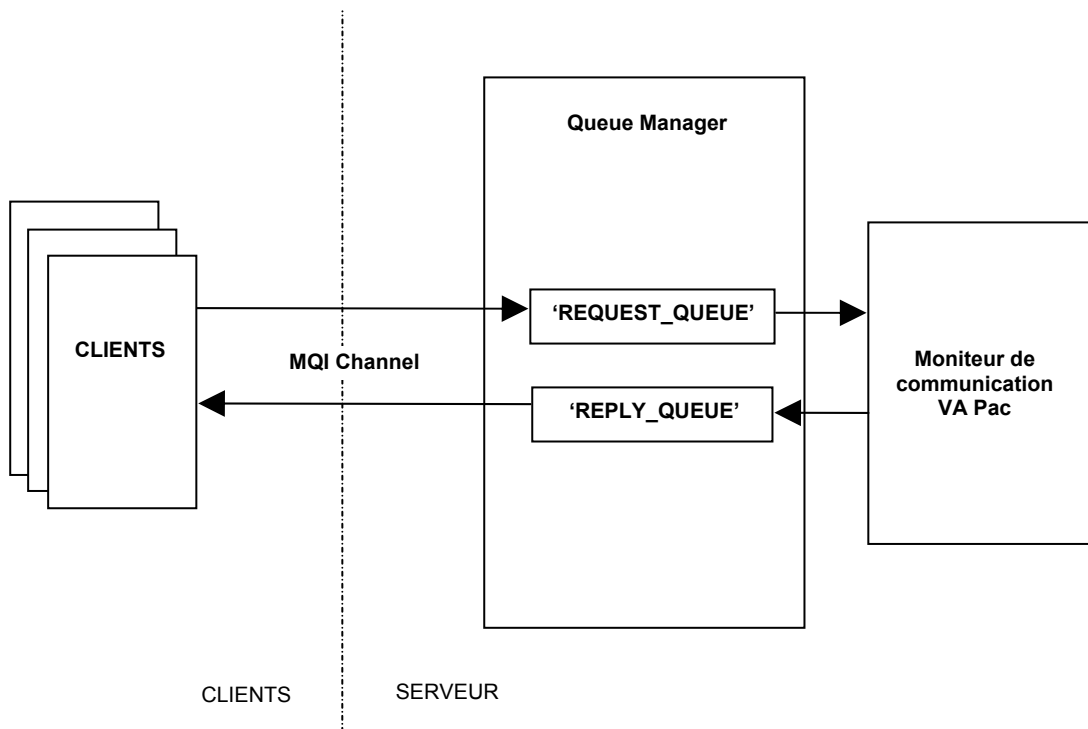 Queue Manager
‘REQUEST_QUEUE’
CLIENTS
MQI Channel
Moniteur de
communication
VA Pac
‘REPLY_QUEUE’
CLIENTS
SERVEUR